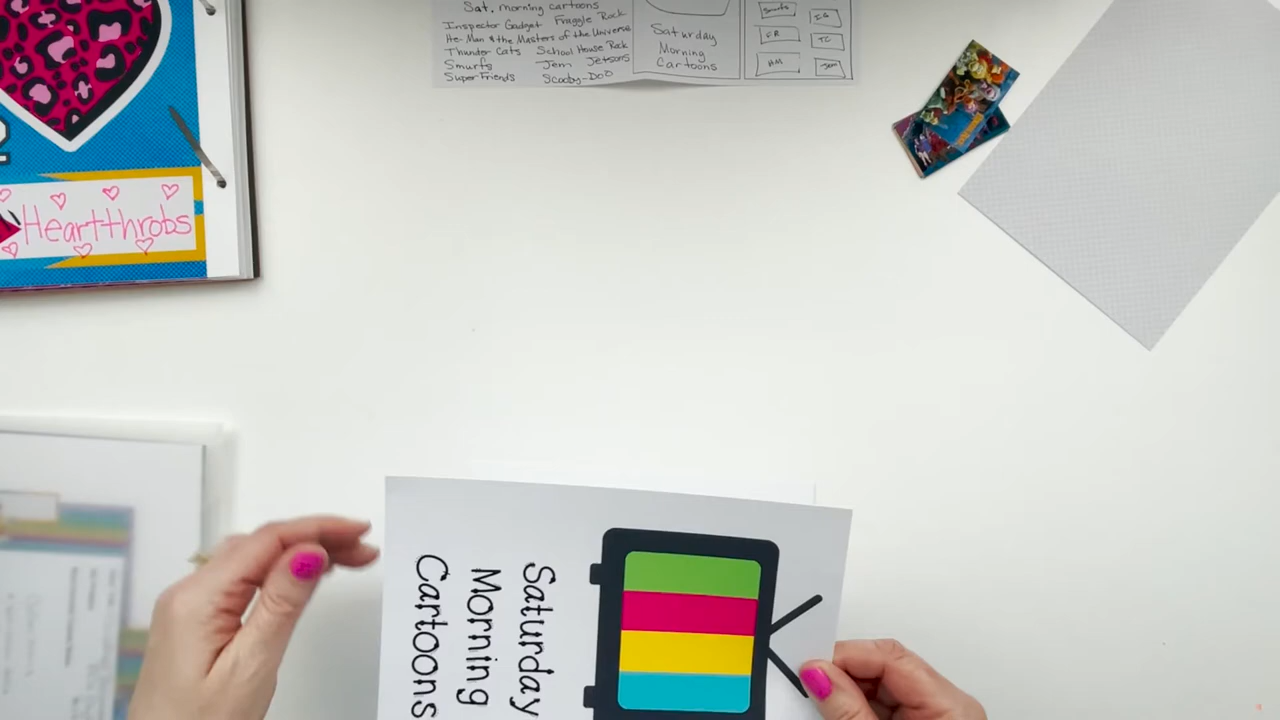 Sat. morning cartoons
Inspector Gadget Fraggle Rock
He-Man & the Masters of the Universe
Thunder Cats School House Rock
Smurfs Jem Jetsons
Super Friends Scooby-Doo
Saturday
Morning
Cartoons
Smurfs IG
FR TC
HM Jem
Heartthrobs
Saturday
Morning
Cartoons